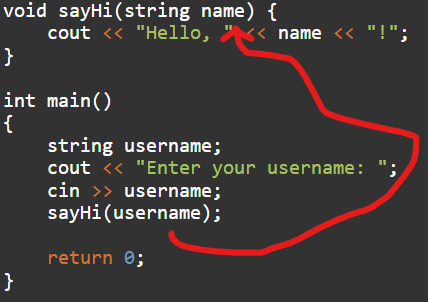 void sayHi(string name) {
    cout << "Hello, " << name << "!";
}

int main()
{
    string username;
    cout << "Enter your username: ";
    cin >> username;
    sayHi(username);

    return 0;
}